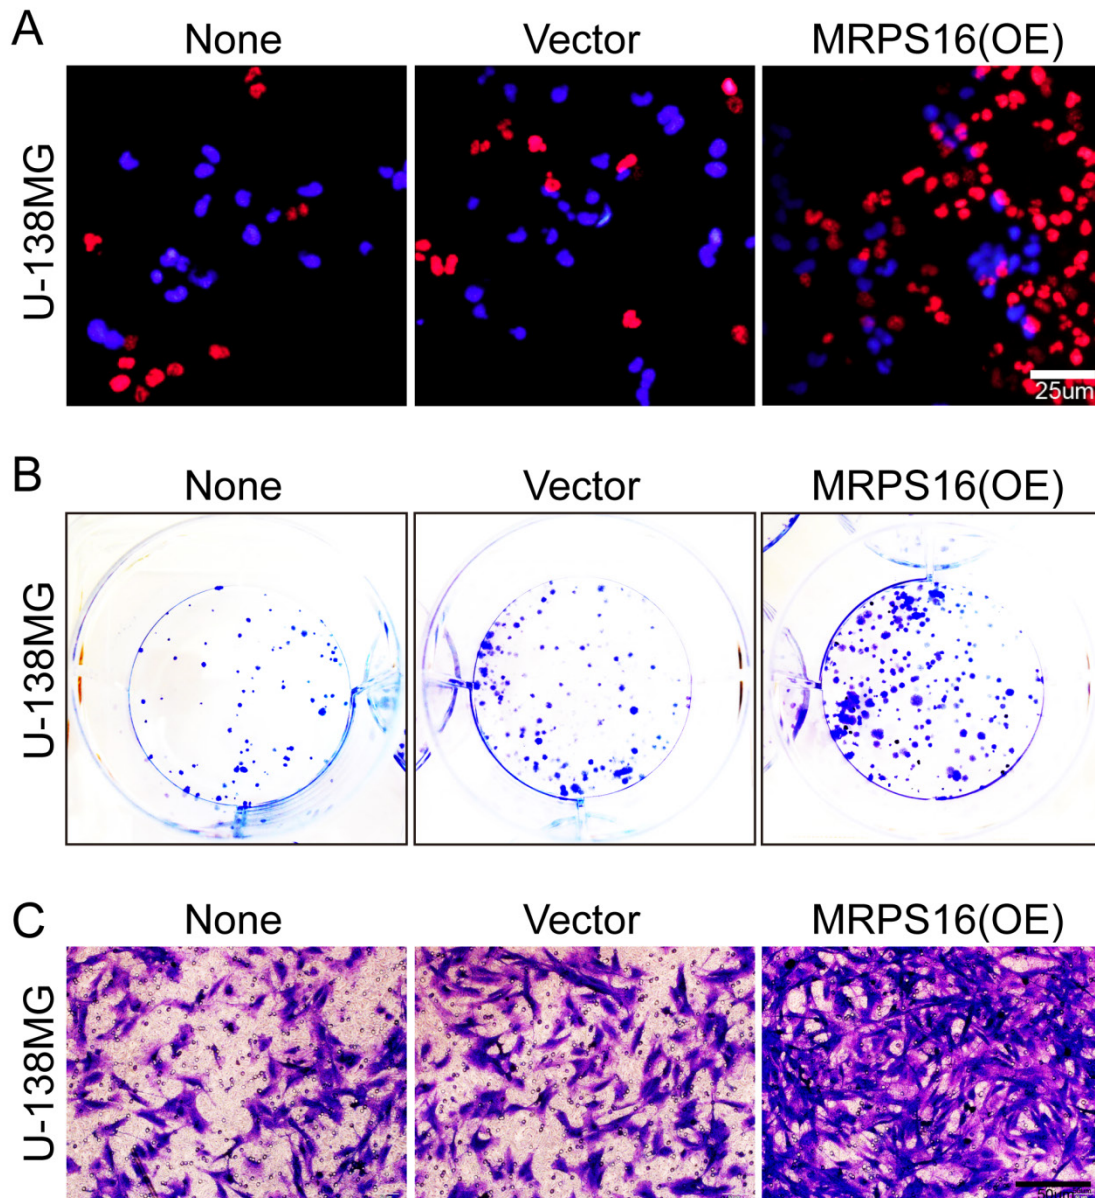 A
None
Vector
MRPS16(OE)
U-138MG
25um
B
None
Vector
MRPS16(OE)
U-138MG
C
None
Vector
MRPS16(OE)
U-138MG